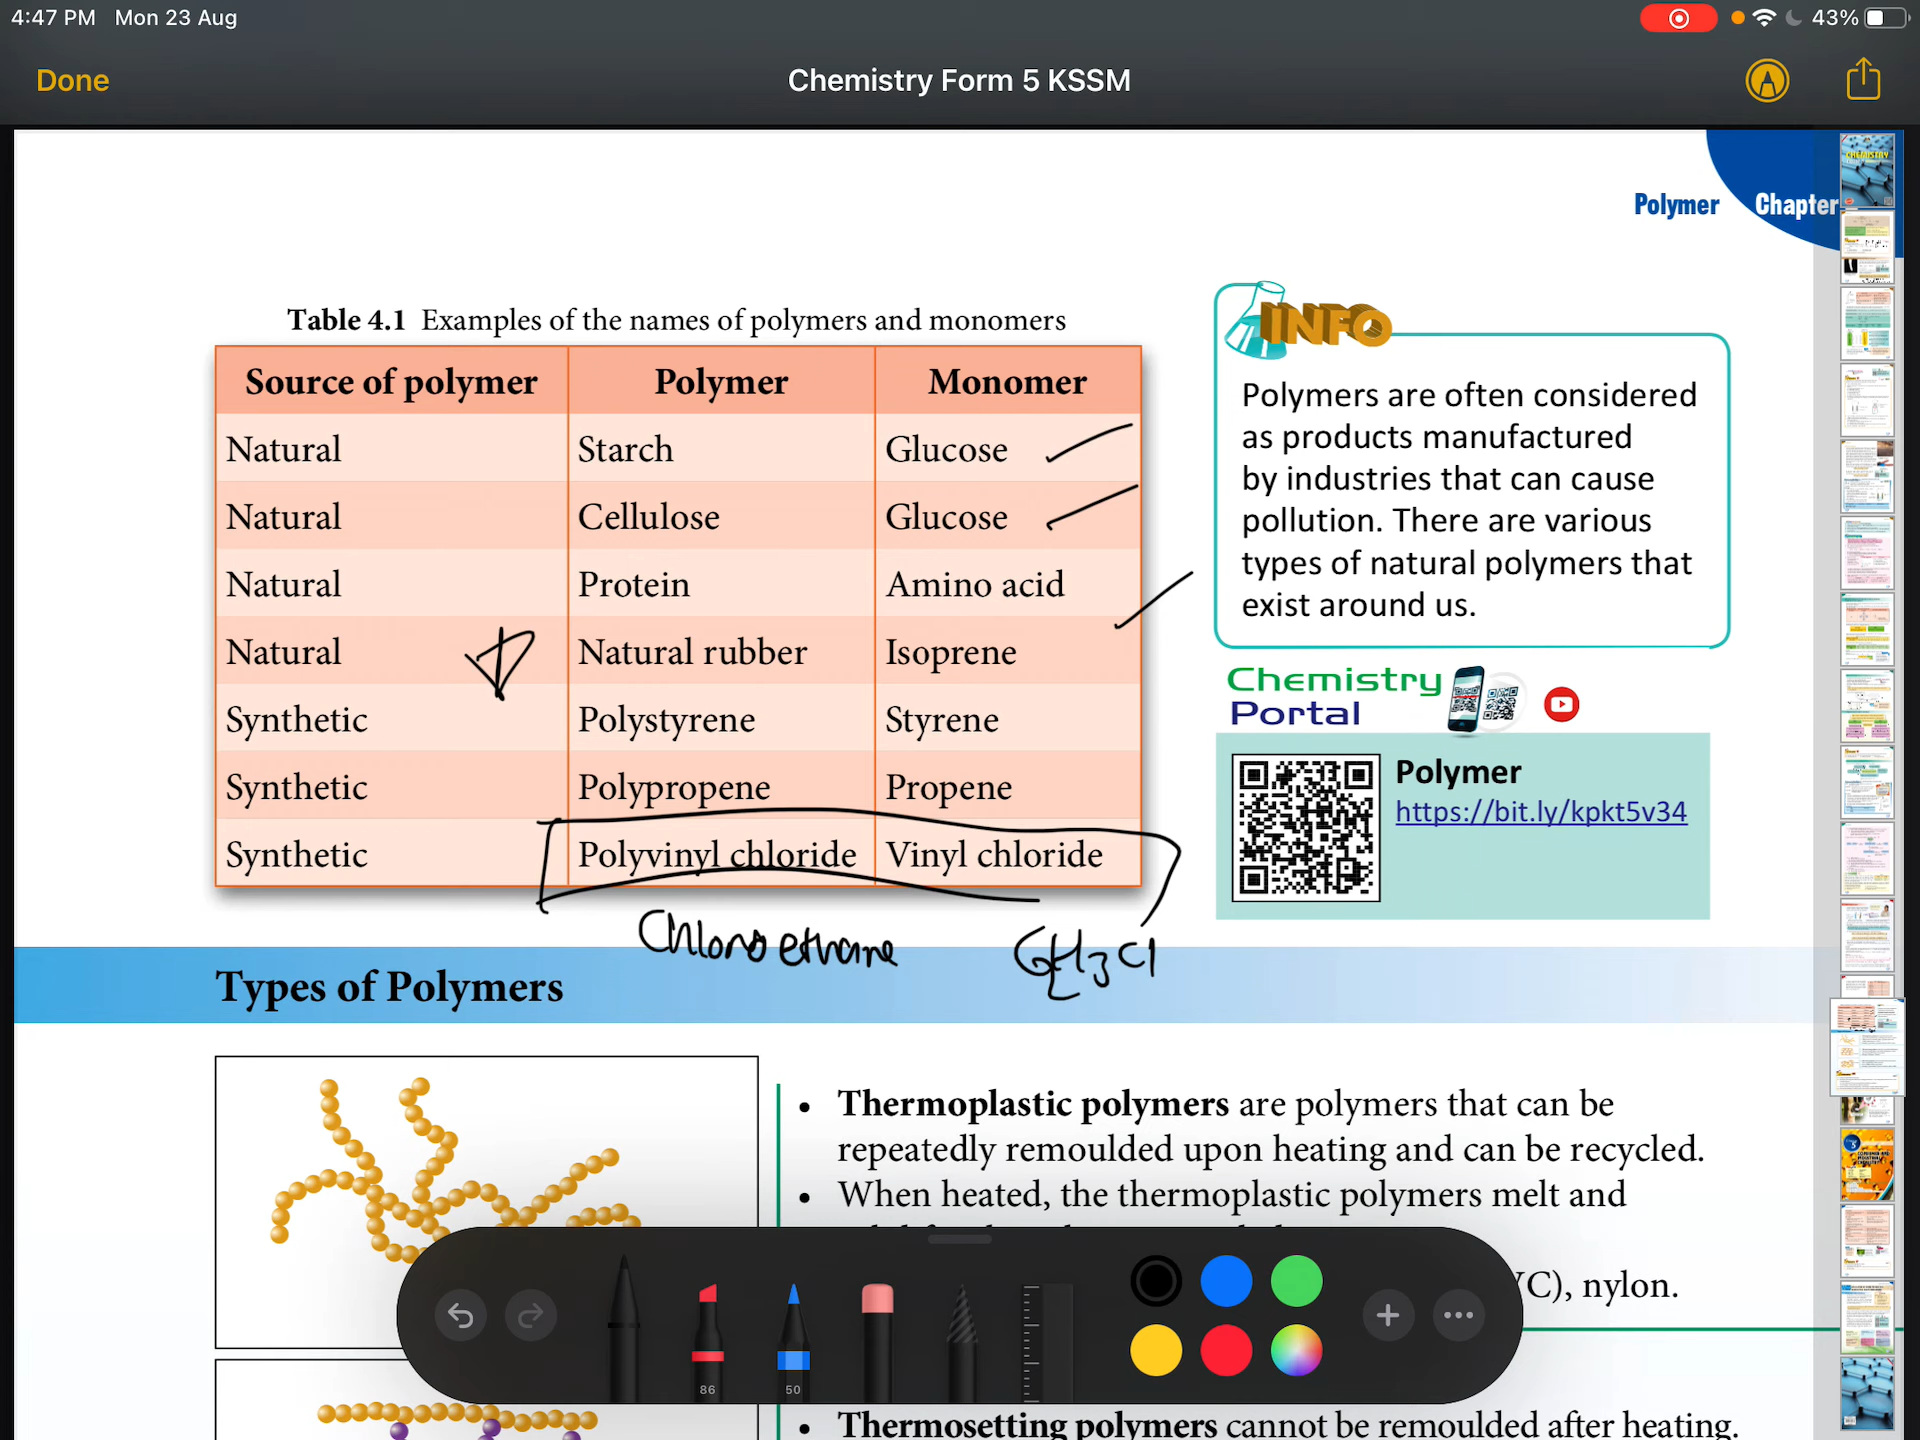 4:47 PM Mon 23 Aug
43%
Done
Chemistry Form 5 KSSM
Polymer Chapter
Table 4.1 Examples of the names of polymers and monomers
Source of polymer Polymer Monomer
Natural Starch Glucose
Natural Cellulose Glucose
Natural Protein Amino acid
Natural Natural rubber Isoprene
Synthetic Polystyrene Styrene
Synthetic Polypropene Propene
Synthetic Polyvinyl chloride Vinyl chloride
Chloroethane C2H3Cl
INFO
Polymers are often considered
as products manufactured
by industries that can cause
pollution. There are various
types of natural polymers that
exist around us.
Chemistry
Portal
Polymer
https://bit.ly/kpkt5v34
Types of Polymers
• Thermoplastic polymers are polymers that can be
repeatedly remoulded upon heating and can be recycled.
• When heated, the thermoplastic polymers melt and
VC), nylon.
86 50
• Thermosetting polymers cannot be remoulded after heating.